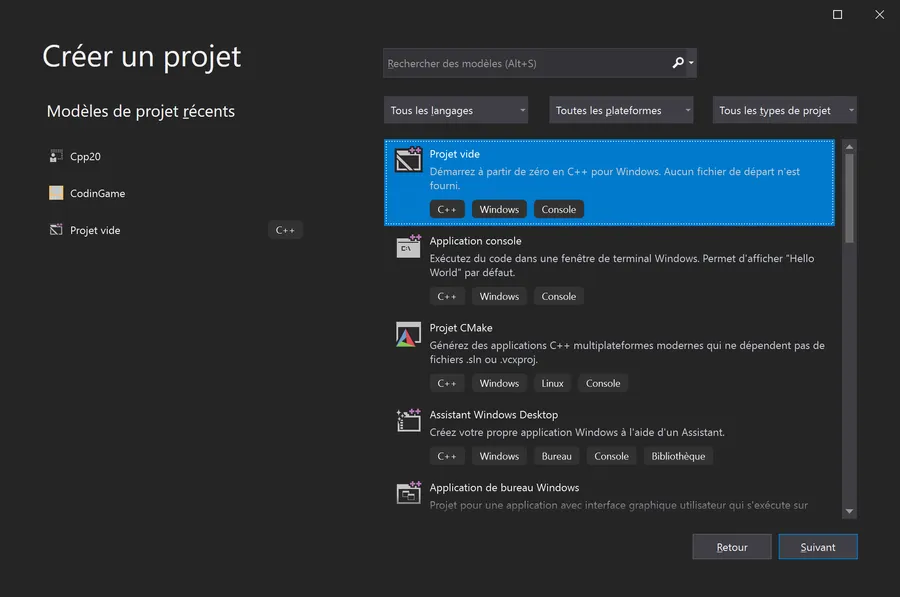 Créer un projet
Modèles de projet récents
Cpp20
CodinGame
Projet vide
C++
Rechercher des modèles (Alt+S)
Tous les langages
Toutes les plateformes
Tous les types de projet
Projet vide
Démarrez à partir de zéro en C++ pour Windows. Aucun fichier de départ n'est
fourni.
C++ Windows Console
Application console
Exécutez du code dans une fenêtre de terminal Windows. Permet d'afficher "Hello
World" par défaut.
C++ Windows Console
Projet CMake
Générez des applications C++ multiplateformes modernes qui ne dépendent pas de
fichiers .sln ou .vcxproj.
C++ Windows Linux Console
Assistant Windows Desktop
Créez votre propre application Windows à l'aide d'un Assistant.
C++ Windows Bureau Console Bibliothèque
Application de bureau Windows
Projet pour une application avec interface graphique utilisateur qui s'exécute sur
Retour
Suivant